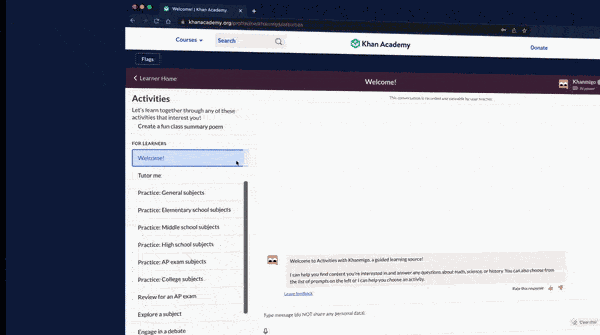 Welcome! | Khan Academy
khanacademy.org
Courses
Search
Khan Academy
Donate
Flags
Learner Home
Welcome!
Khanmigo
Activities
Let's learn together through any of these
activities that interest you!
Create a fun class summary poem
FOR LEARNERS
Welcome!
Tutor me
Practice: General subjects
Practice: Elementary school subjects
Practice: Middle school subjects
Practice: High school subjects
Practice: AP exam subjects
Practice: College subjects
Review for an AP exam
Explore a subject
Engage in a debate
This conversation is recorded and viewable by your teacher.
Welcome to Activities with Khanmigo, a guided learning source!
I can help you find content you're interested in and answer any questions about math, science, or history. You can also choose from
the list of prompts on the left or I can help you choose an activity.
Leave feedback
Rate this response
Type message (do NOT share any personal data)